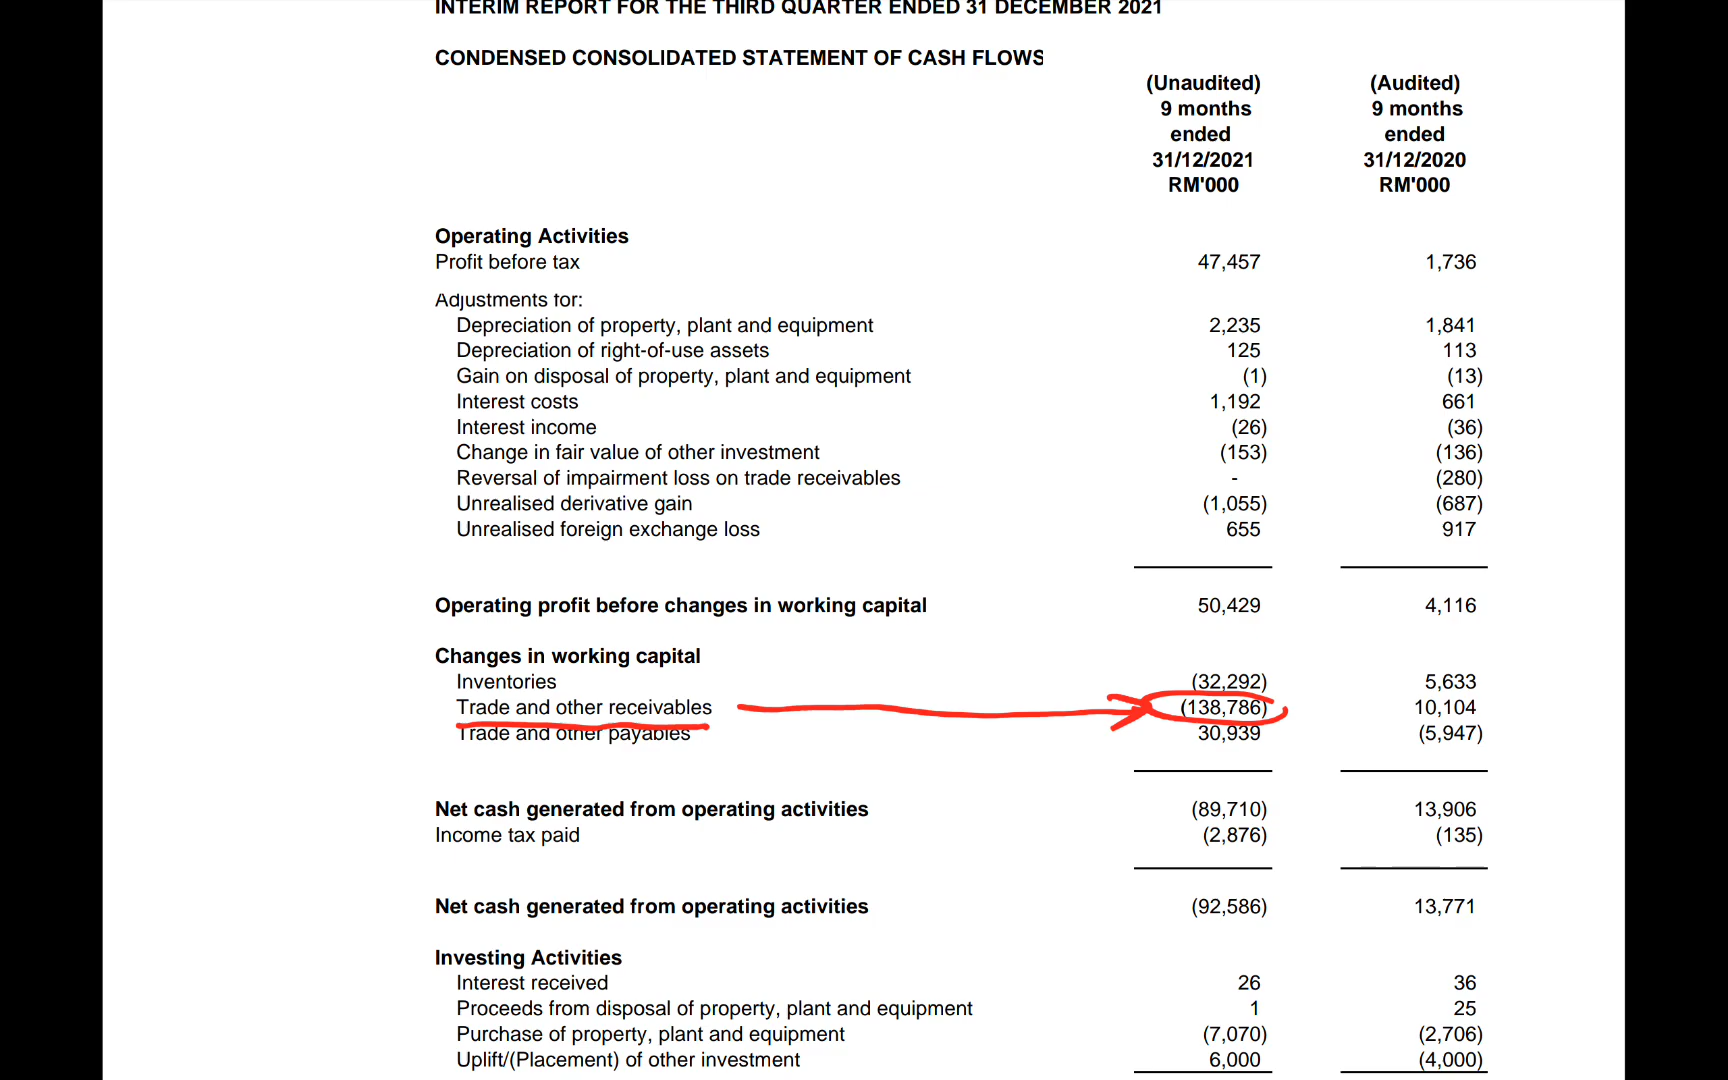 INTERIM REPORT FOR THE THIRD QUARTER ENDED 31 DECEMBER 2021
CONDENSED CONSOLIDATED STATEMENT OF CASH FLOWS
(Unaudited) (Audited)
9 months 9 months
ended ended
31/12/2021 31/12/2020
RM'000 RM'000
Operating Activities
Profit before tax 47,457 1,736
Adjustments for:
Depreciation of property, plant and equipment 2,235 1,841
Depreciation of right-of-use assets 125 113
Gain on disposal of property, plant and equipment (1) (13)
Interest costs 1,192 661
Interest income (26) (36)
Change in fair value of other investment (153) (136)
Reversal of impairment loss on trade receivables - (280)
Unrealised derivative gain (1,055) (687)
Unrealised foreign exchange loss 655 917
Operating profit before changes in working capital 50,429 4,116
Changes in working capital
Inventories (32,292) 5,633
Trade and other receivables (138,786) 10,104
Trade and other payables 30,939 (5,947)
Net cash generated from operating activities (89,710) 13,906
Income tax paid (2,876) (135)
Net cash generated from operating activities (92,586) 13,771
Investing Activities
Interest received 26 36
Proceeds from disposal of property, plant and equipment 1 25
Purchase of property, plant and equipment (7,070) (2,706)
Uplift/(Placement) of other investment 6,000 (4,000)